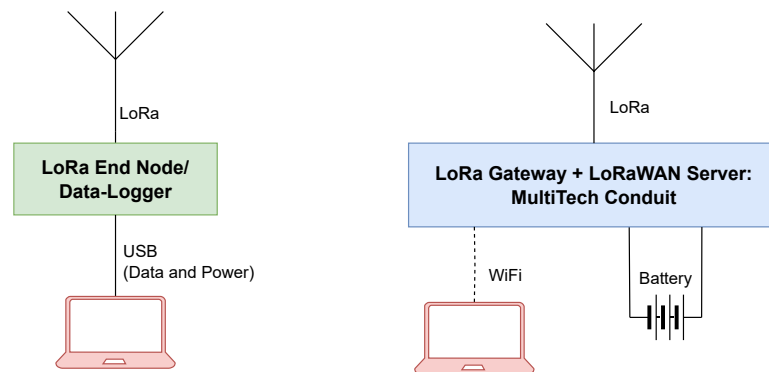 LoRa
LoRa End Node/
Data-Logger
USB
(Data and Power)
LoRa
LoRa Gateway + LoRaWAN Server:
MultiTech Conduit
WiFi
Battery